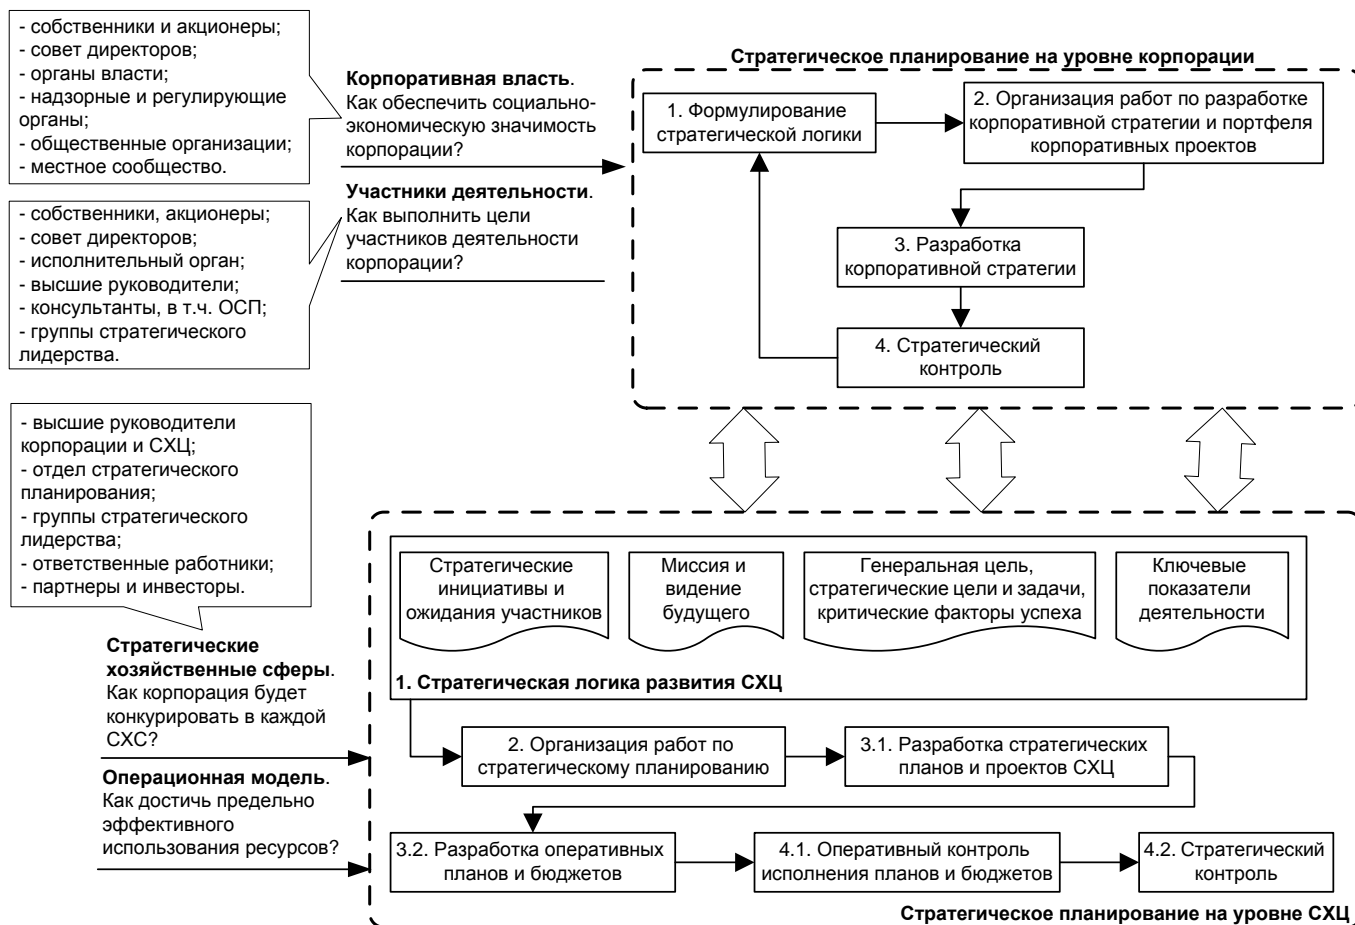 - собственники и акционеры;
- совет директоров;
- органы власти;
- надзорные и регулирующие
органы;
- общественные организации;
- местное сообщество.
Корпоративная власть.
Как обеспечить социально-
экономическую значимость
корпорации?
- собственники, акционеры;
- совет директоров;
- исполнительный орган;
- высшие руководители;
- консультанты, в т.ч. ОСП;
- группы стратегического
лидерства.
Участники деятельности.
Как выполнить цели
участников деятельности
корпорации?
Стратегическое планирование на уровне корпорации
1. Формулирование
стратегической логики
2. Организация работ по разработке
корпоративной стратегии и портфеля
корпоративных проектов
3. Разработка
корпоративной стратегии
4. Стратегический
контроль
- высшие руководители
корпорации и СХЦ;
- отдел стратегического
планирования;
- группы стратегического
лидерства;
- ответственные работники;
- партнеры и инвесторы.
Стратегические
хозяйственные сферы.
Как корпорация будет
конкурировать в каждой
СХС?
Операционная модель.
Как достичь предельно
эффективного
использования ресурсов?
Стратегические
инициативы и
ожидания участников
Миссия и
видение
будущего
Генеральная цель,
стратегические цели и задачи,
критические факторы успеха
Ключевые
показатели
деятельности
1. Стратегическая логика развития СХЦ
2. Организация работ по
стратегическому планированию
3.1. Разработка стратегических
планов и проектов СХЦ
3.2. Разработка оперативных
планов и бюджетов
4.1. Оперативный контроль
исполнения планов и бюджетов
4.2. Стратегический
контроль
Стратегическое планирование на уровне СХЦ